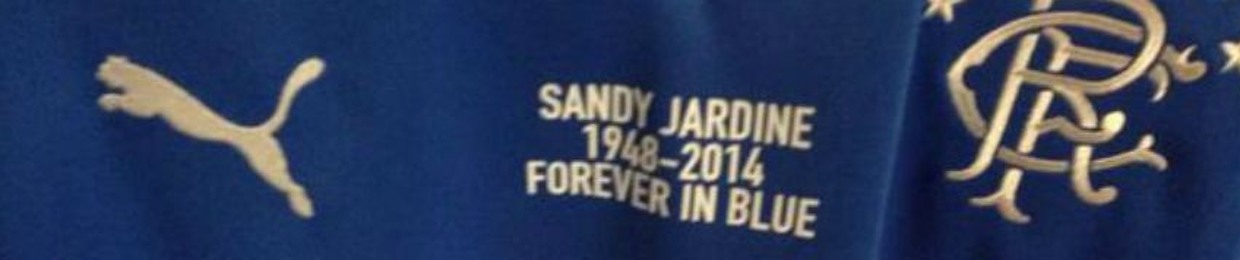 SANDY JARDINE
1948-2014
FOREVER IN BLUE